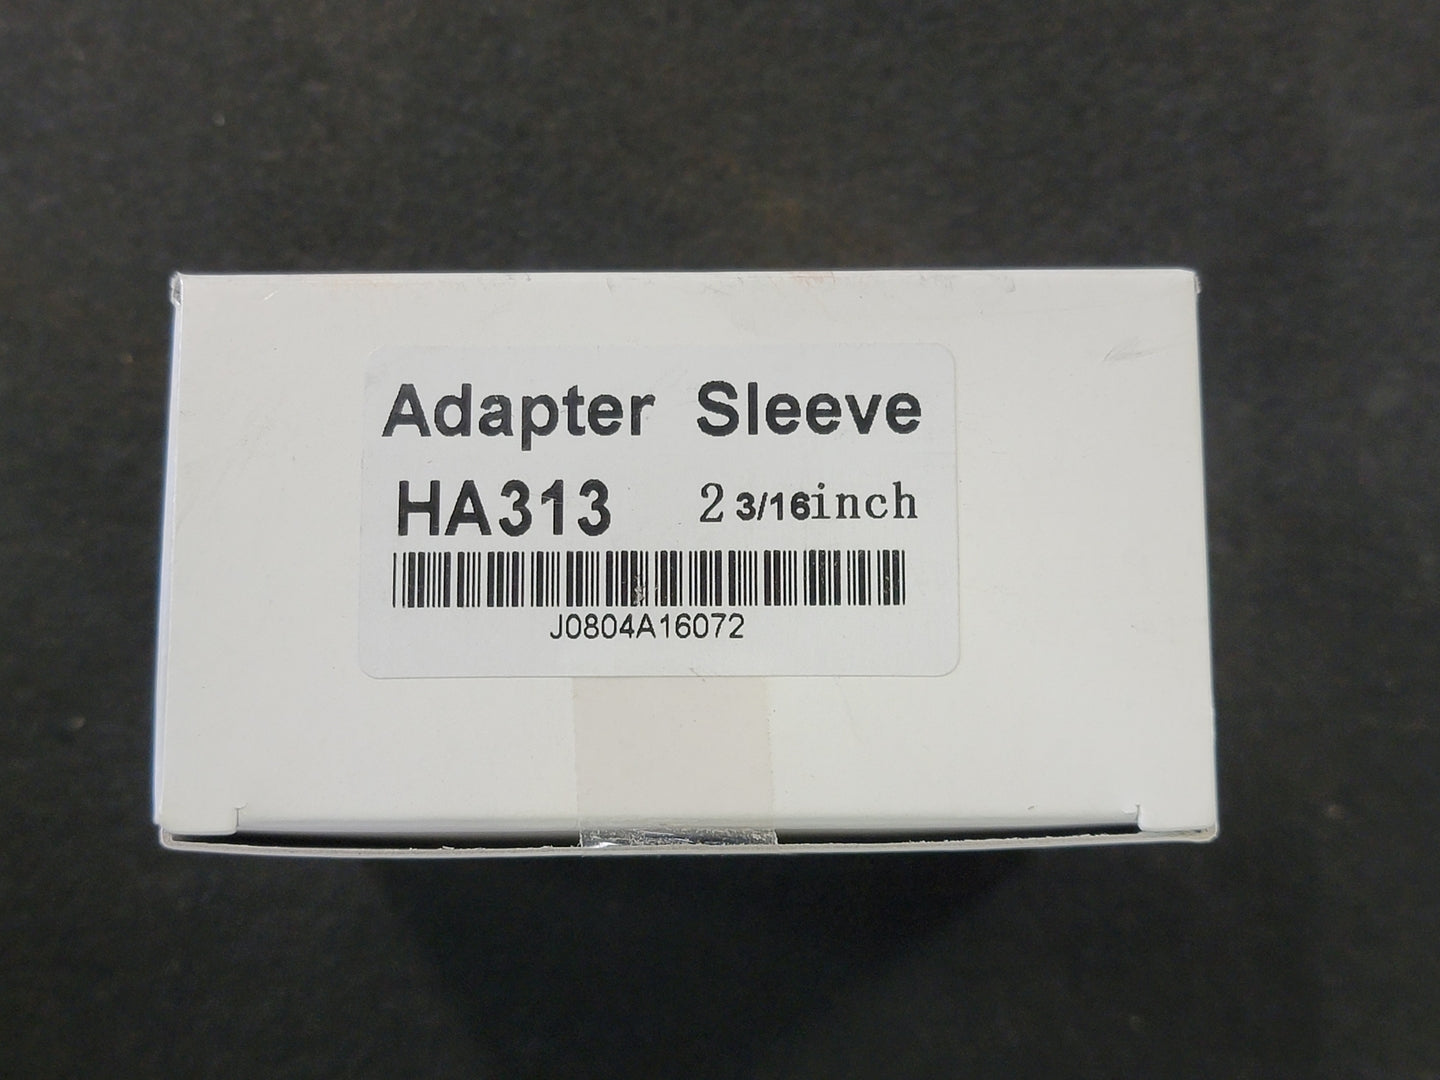 Adapter Sleeve
HA313 2 3/16inch
J0804A16072